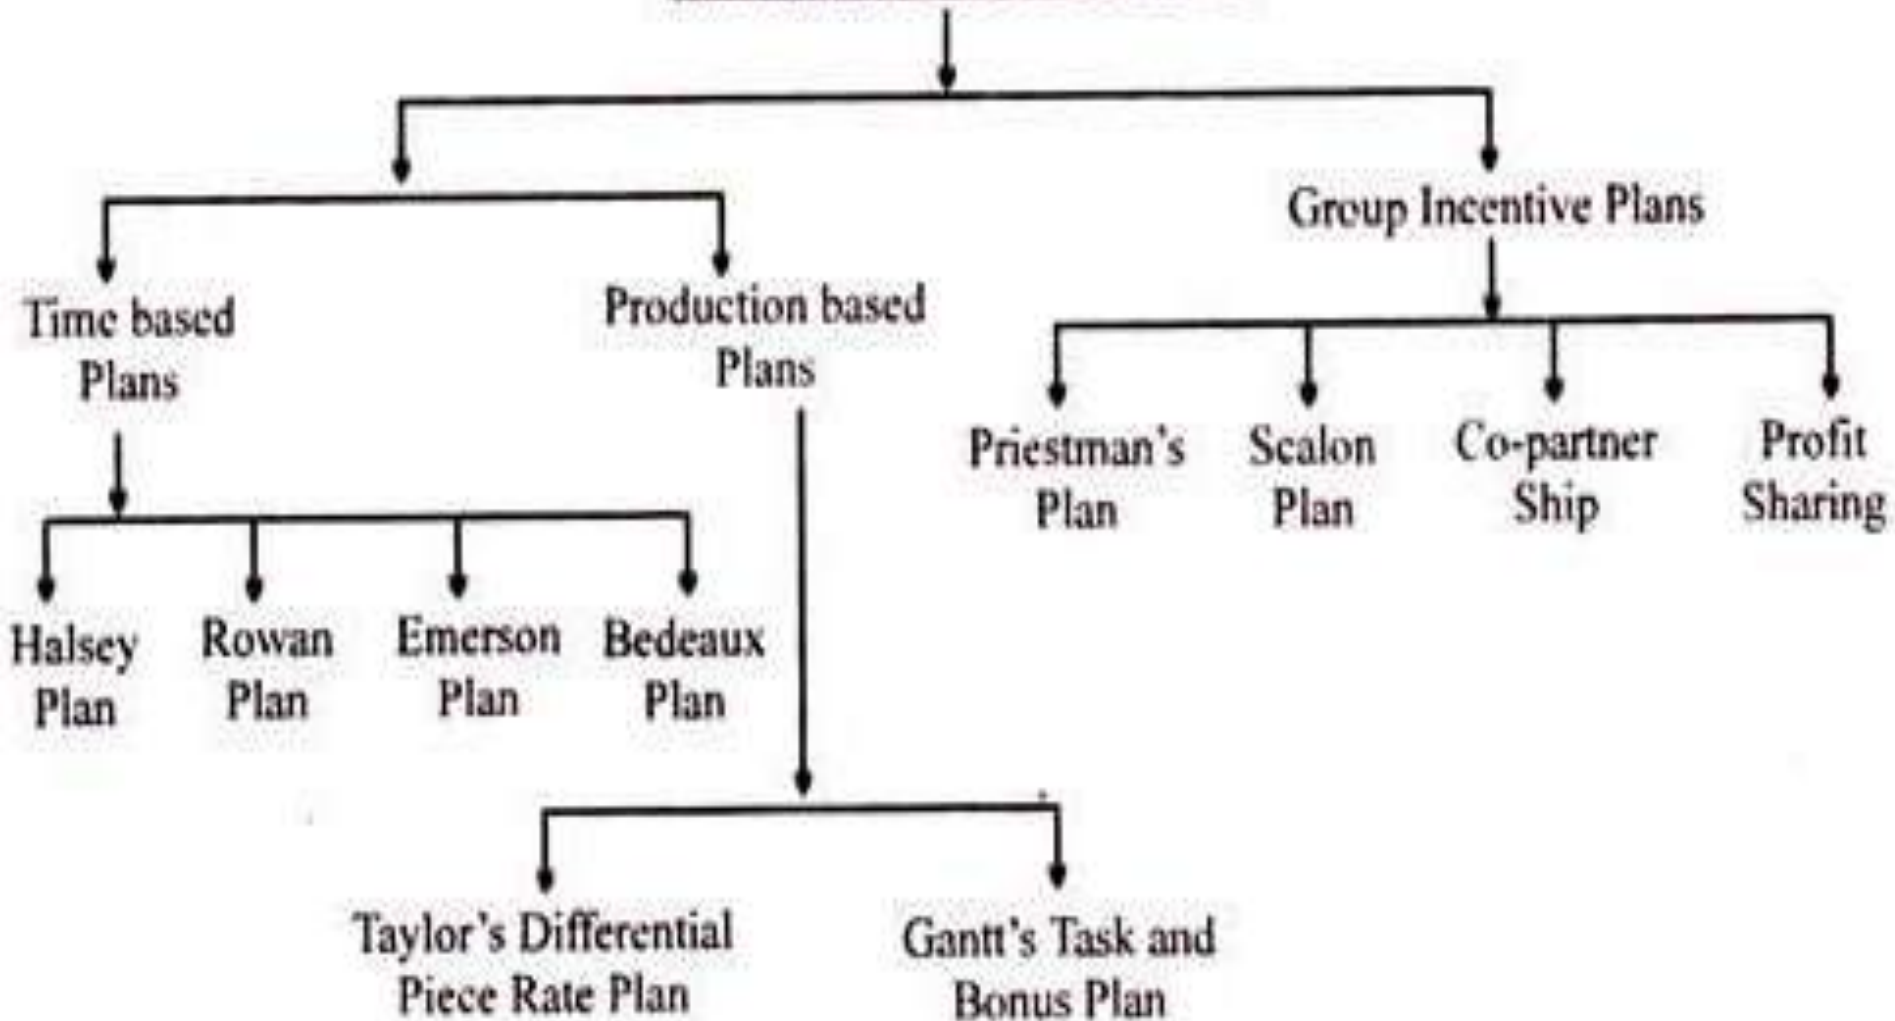 Group Incentive Plans
Time based
Plans
Production based
Plans
Priestman's
Plan
Scalon
Plan
Co-partner
Ship
Profit
Sharing
Halsey
Plan
Rowan
Plan
Emerson
Plan
Bedeaux
Plan
Taylor's Differential
Piece Rate Plan
Gantt's Task and
Bonus Plan